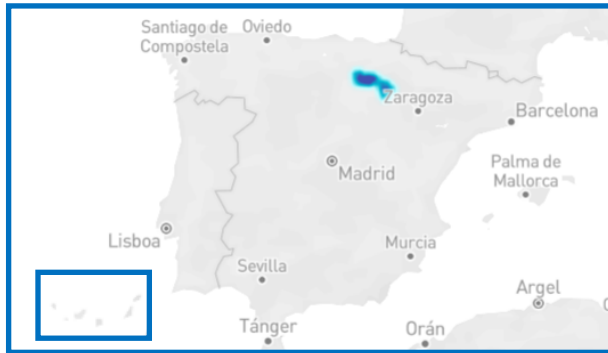 Santiago de
Compostela
Oviedo
Zaragoza
Barcelona
Madrid
Palma de
Mallorca
Lisboa
Murcia
Sevilla
Argel
Tánger
Orán